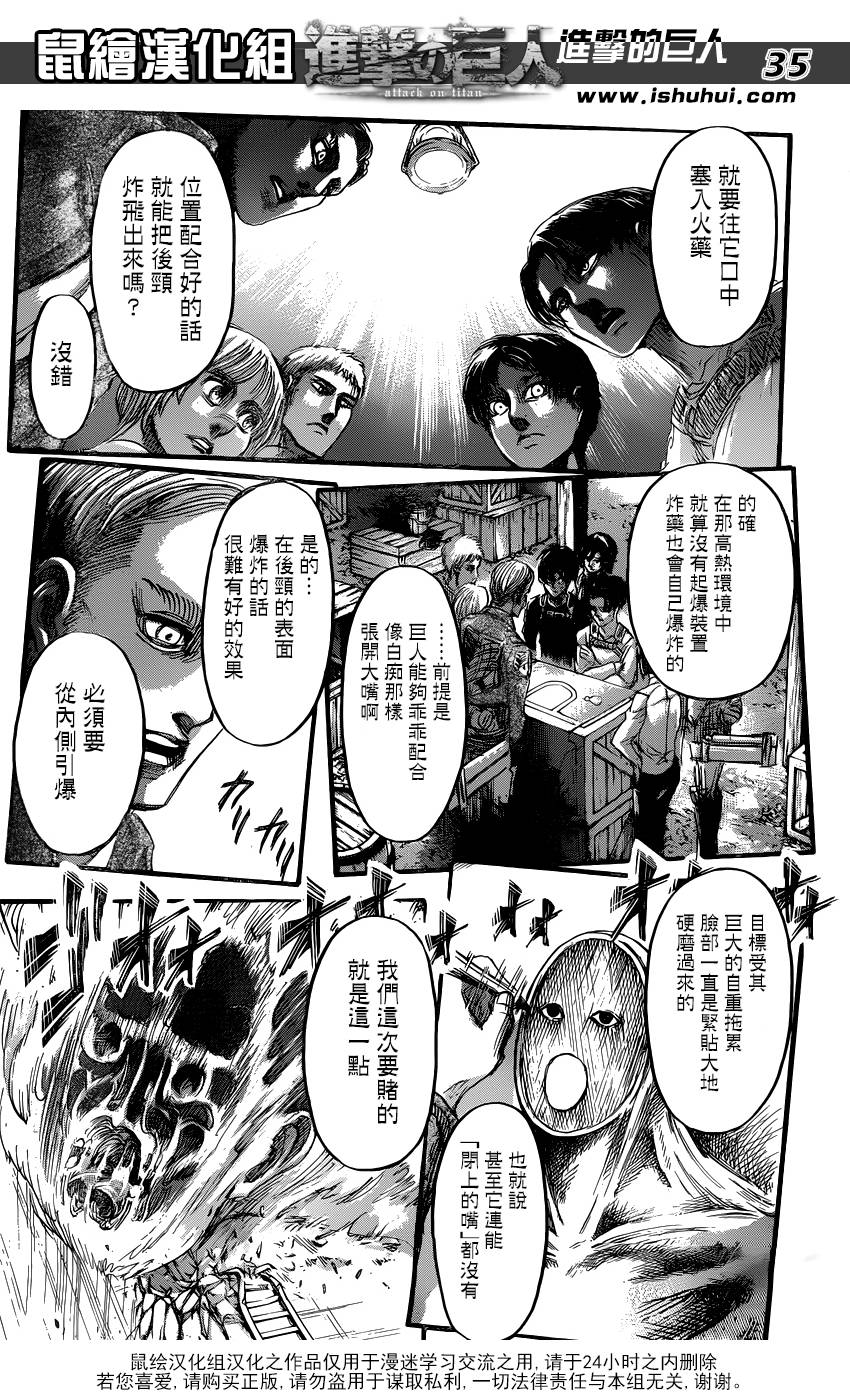 鼠繪漢化組
進撃の巨人
attack on titan
進擊的巨人
www.ishuhui.com
35
就要往它口中
塞入火藥
位置配合好的話
就能把後頸
炸飛出來嗎？
沒錯
的確
在那高熱環境中
就算沒有起爆裝置
炸藥也會自己爆炸的
……前提是
巨人能夠乖乖配合
像白痴那樣
張開大嘴啊
是的…
在後頸的表面
爆炸的話
很難有好的效果
必須要
從內側引爆
目標受其
巨大的自重拖累
臉部一直是緊貼大地
硬磨過來的
也就說
甚至它連能
「閉上的嘴」都沒有
我們這次要賭的
就是這一點
鼠绘汉化组汉化之作品仅用于漫迷学习交流之用, 请于24小时之内删除
若您喜爱, 请购买正版, 请勿盗用于谋取私利, 一切法律责任与本组无关, 谢谢。